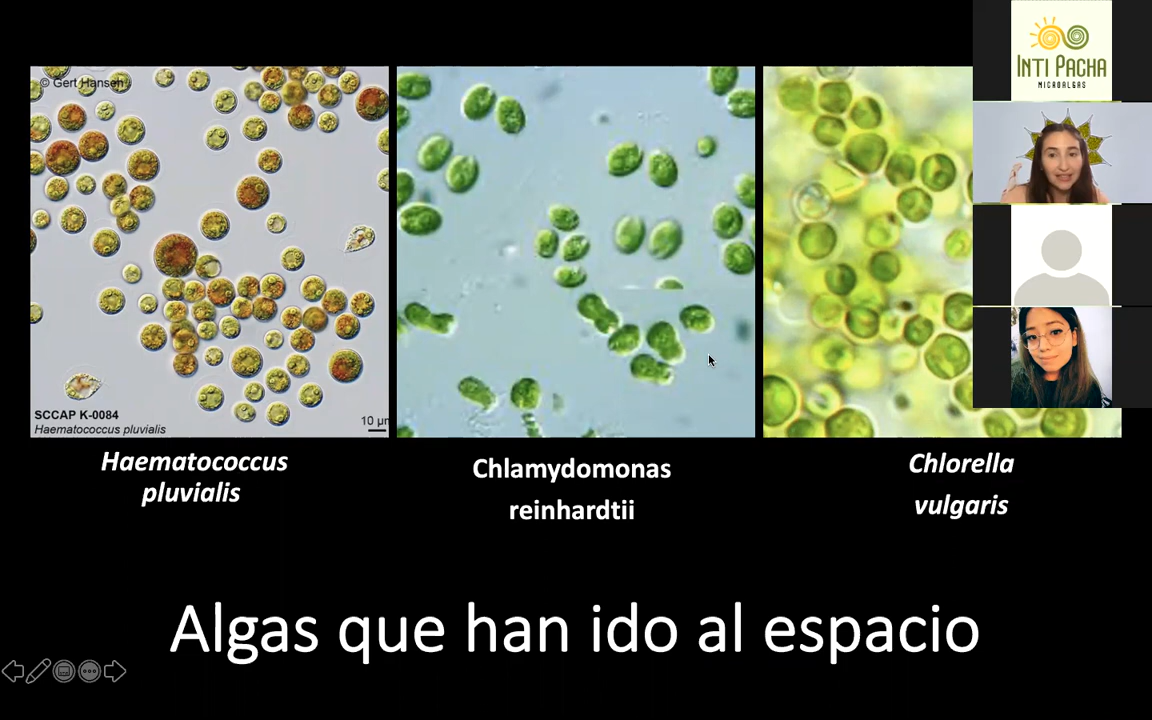 © Gert Hansen
SCCAP K-0084
Haematococcus pluvialis
10 µm
INTI PACHA
MICROALGAS
Haematococcus
pluvialis
Chlamydomonas
reinhardtii
Chlorella
vulgaris
Algas que han ido al espacio